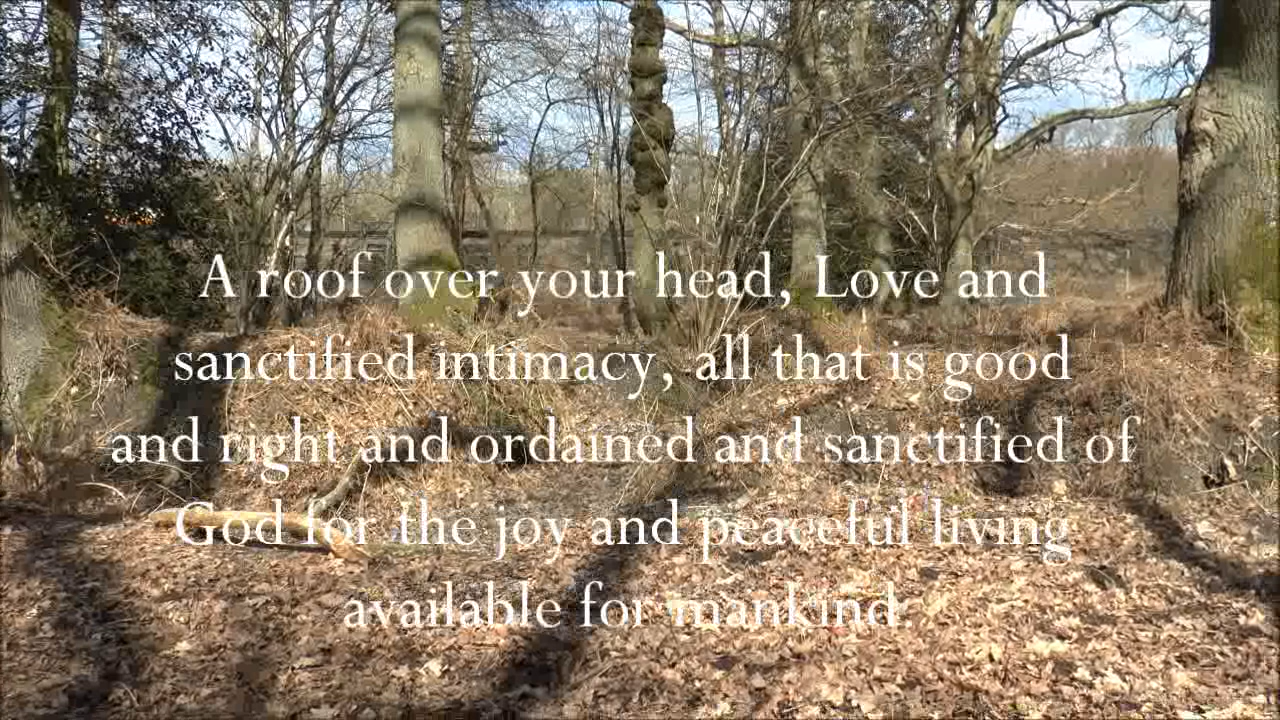 A roof over your head, Love and
sanctified intimacy, all that is good
and right and ordained and sanctified of
God for the joy and peaceful living
available for mankind.